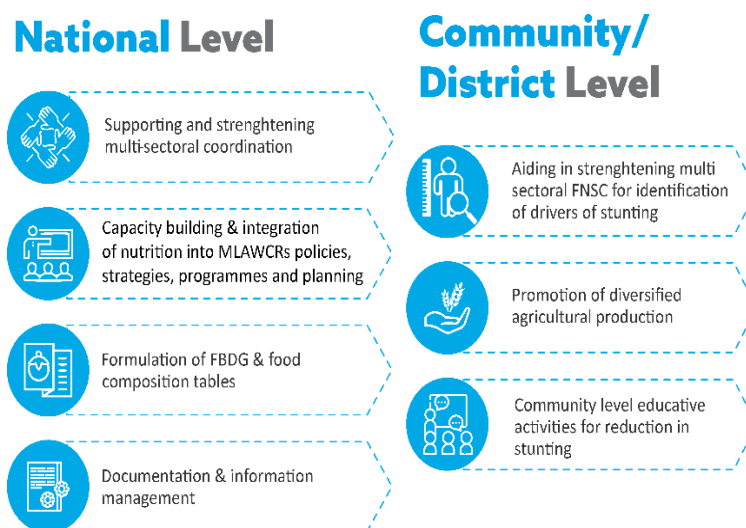 National Level
Supporting and strenghtening
multi-sectoral coordination
Capacity building & integration
of nutrition into MLAWCRs policies,
strategies, programmes and planning
Formulation of FBDG & food
composition tables
Documentation & information
management
Community/
District Level
Aiding in strenghtening multi
sectoral FNSC for identification
of drivers of stunting
Promotion of diversified
agricultural production
Community level educative
activities for reduction in
stunting